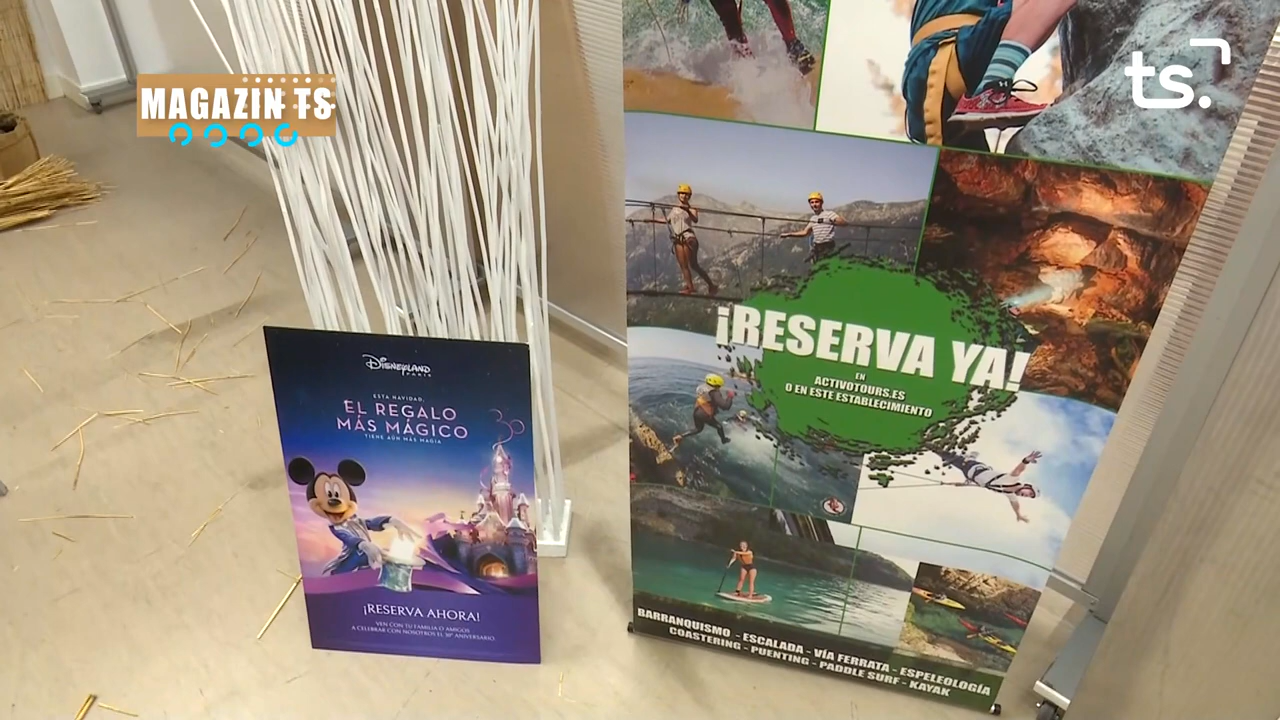 MAGAZIN TS
ts.
DISNEYLAND
PARIS
ESTA NAVIDAD,
EL REGALO
MÁS MÁGICO
TIENE AÚN MÁS MAGIA
30
¡RESERVA AHORA!
VEN CON TU FAMILIA O AMIGOS
A CELEBRAR CON NOSOTROS EL 30º ANIVERSARIO.
¡RESERVA YA!
EN
ACTIVOTOURS.ES
O EN ESTE ESTABLECIMIENTO
BARRANQUISMO - ESCALADA - VÍA FERRATA - ESPELEOLOGÍA
COASTERING - PUENTING - PADDLE SURF - KAYAK